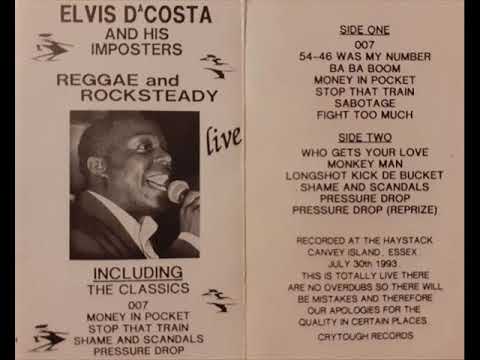 ELVIS D'COSTA
AND HIS
IMPOSTERS
REGGAE and
ROCKSTEADY
live
INCLUDING
THE CLASSICS
007
MONEY IN POCKET
STOP THAT TRAIN
SHAME AND SCANDALS
PRESSURE DROP
SIDE ONE
007
54-46 WAS MY NUMBER
BA BA BOOM
MONEY IN POCKET
STOP THAT TRAIN
SABOTAGE
FIGHT TOO MUCH
SIDE TWO
WHO GETS YOUR LOVE
MONKEY MAN
LONGSHOT KICK DE BUCKET
SHAME AND SCANDALS
PRESSURE DROP
PRESSURE DROP (REPRIZE)
RECORDED AT THE HAYSTACK
CANVEY ISLAND, ESSEX
JULY 30th 1993
THIS IS TOTALLY LIVE THERE
ARE NO OVERDUBS SO THERE WILL
BE MISTAKES AND THEREFORE
OUR APOLOGIES FOR THE
QUALITY IN CERTAIN PLACES
CRYTOUGH RECORDS